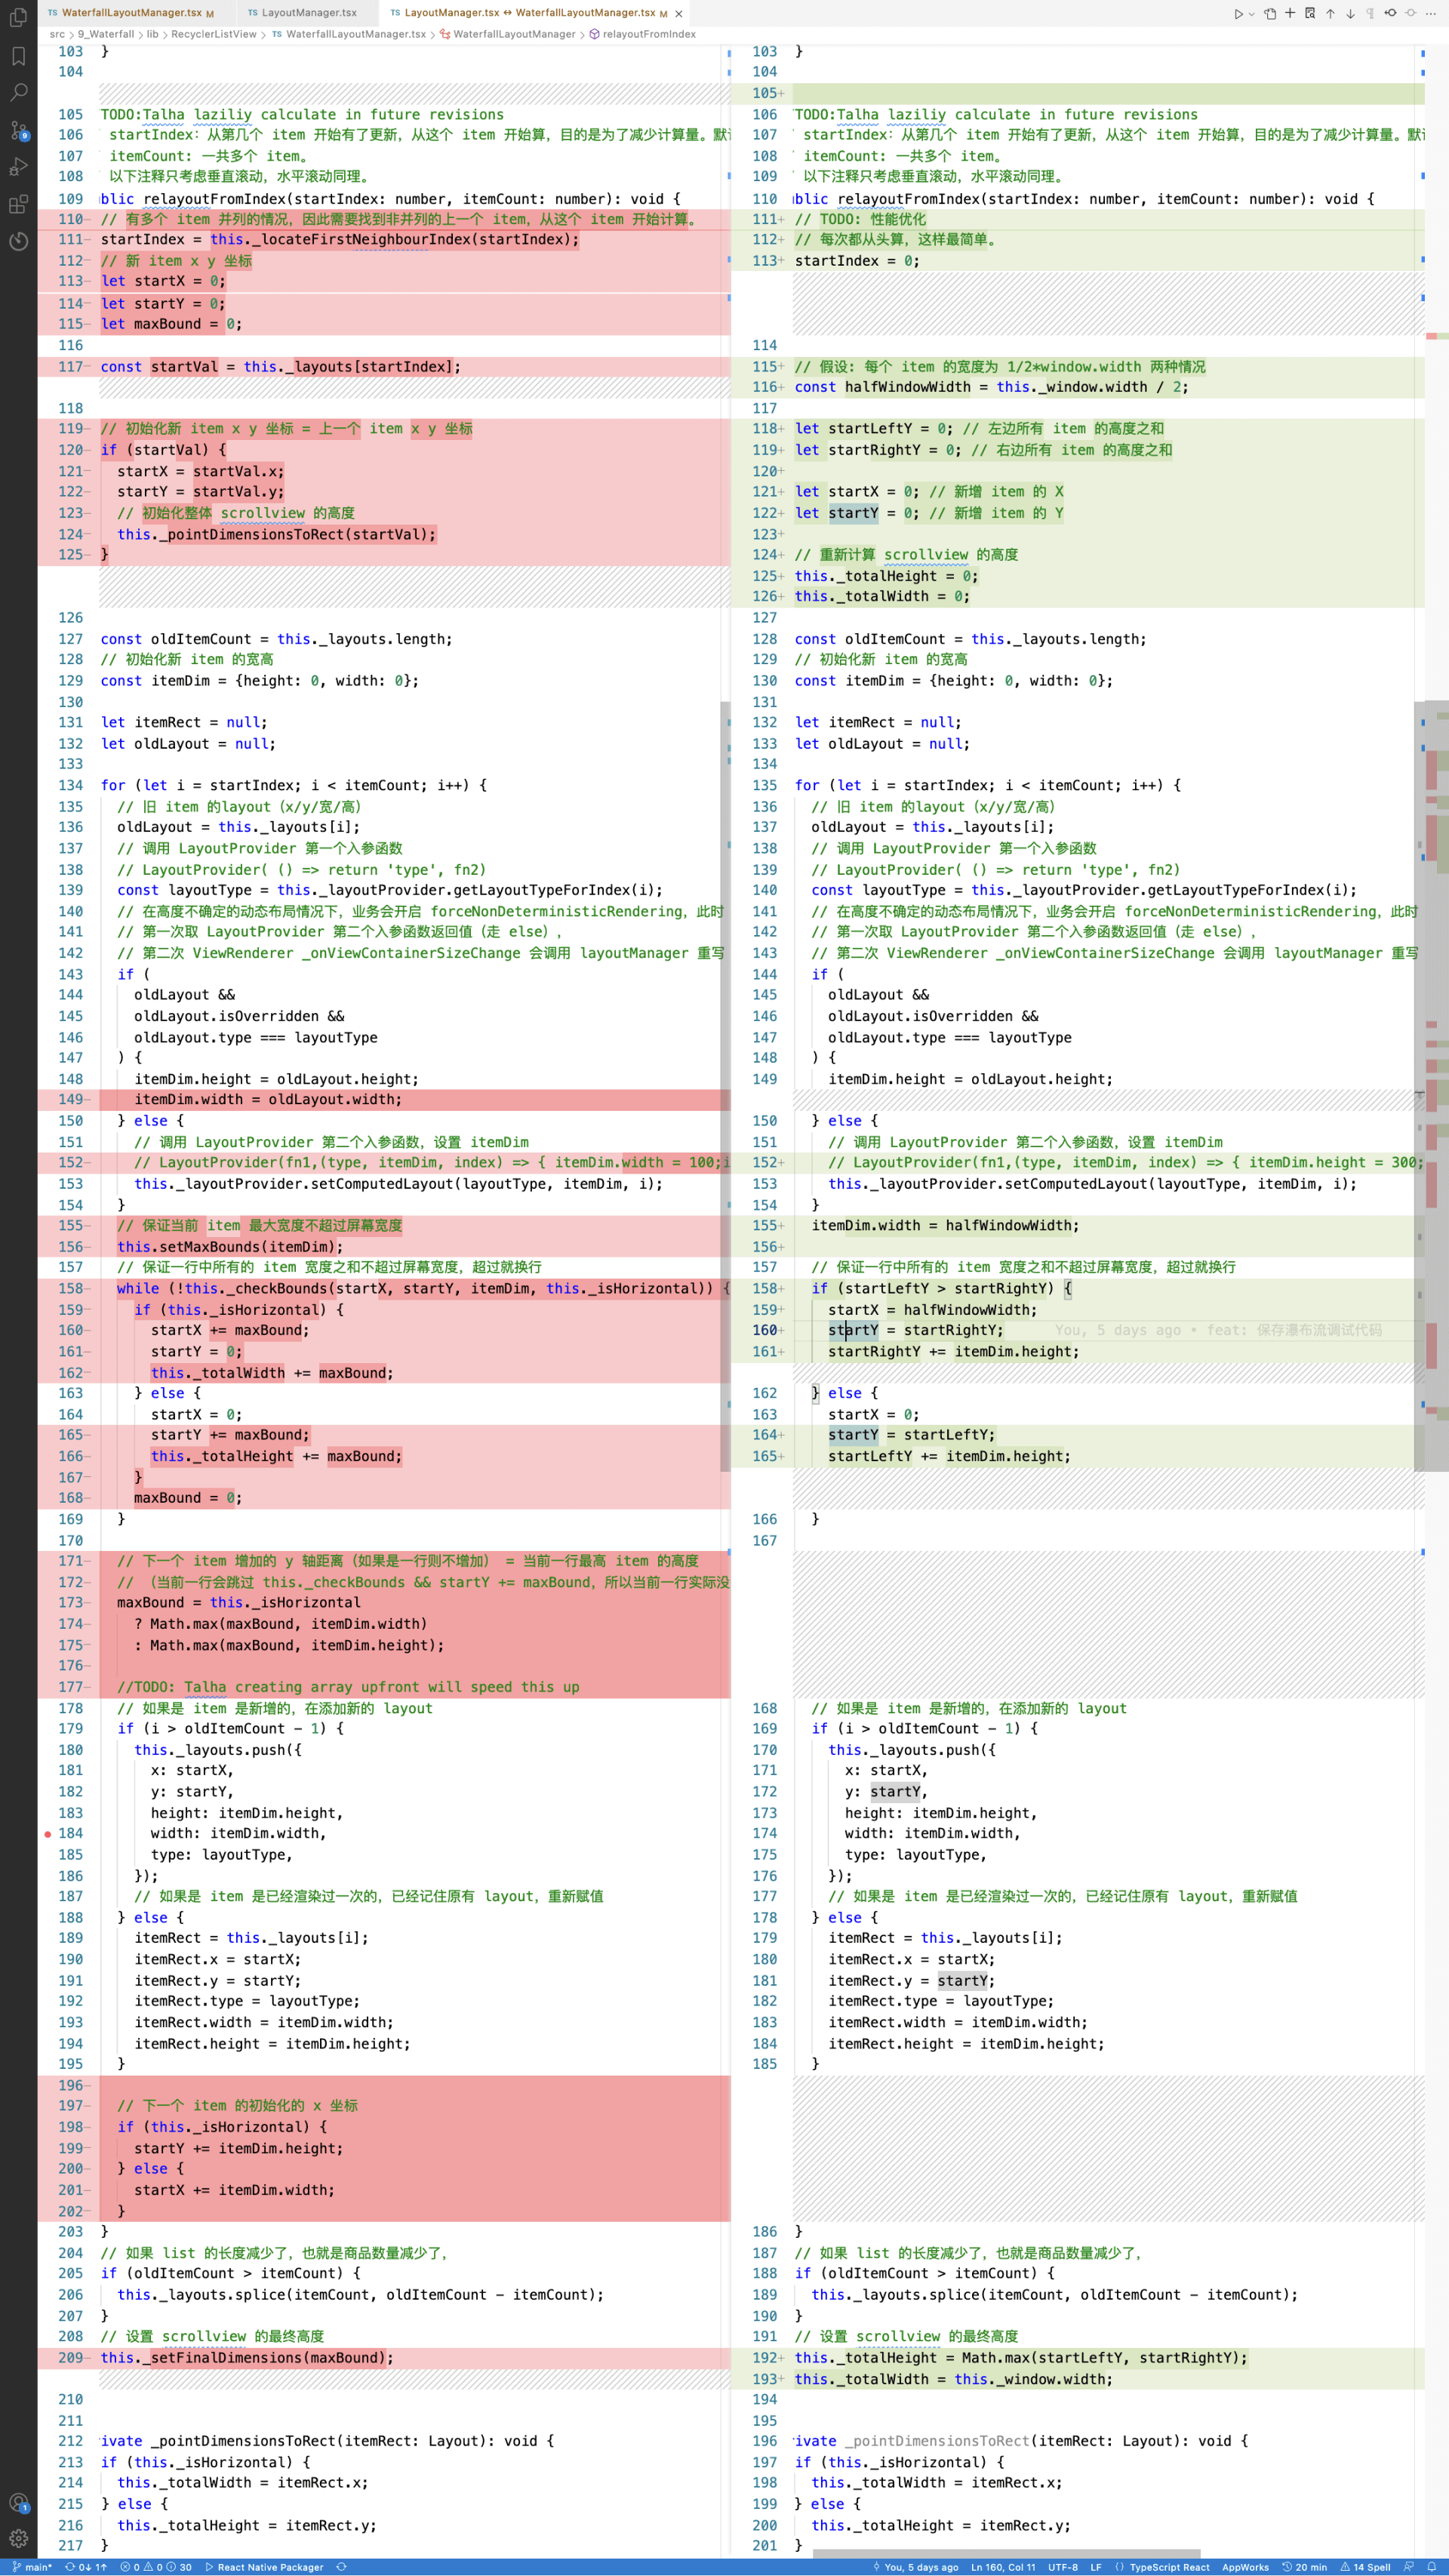 WaterfallLayoutManager.tsx M
LayoutManager.tsx
LayoutManager.tsx ↔ WaterfallLayoutManager.tsx M
src > 9_Waterfall > lib > RecyclerListView > WaterfallLayoutManager.tsx > WaterfallLayoutManager > relayoutFromIndex
103 }
104
105 TODO:Talha laziliy calculate in future revisions
106 startIndex: 从第几个 item 开始有了更新，从这个 item 开始算，目的是为了减少计算量。默
107 itemCount: 一共多个 item。
108 以下注释只考虑垂直滚动，水平滚动同理。
109 blic relayoutFromIndex(startIndex: number, itemCount: number): void {
110- // 有多个 item 并列的情况，因此需要找到非并列的上一个 item，从这个 item 开始计算。
111- startIndex = this._locateFirstNeighbourIndex(startIndex);
112- // 新 item x y 坐标
113- let startX = 0;
114- let startY = 0;
115- let maxBound = 0;
116
117- const startVal = this._layouts[startIndex];
118
119- // 初始化新 item x y 坐标 = 上一个 item x y 坐标
120- if (startVal) {
121- startX = startVal.x;
122- startY = startVal.y;
123- // 初始化整体 scrollview 的高度
124- this._pointDimensionsToRect(startVal);
125- }
126
127 const oldItemCount = this._layouts.length;
128 // 初始化新 item 的宽高
129 const itemDim = {height: 0, width: 0};
130
131 let itemRect = null;
132 let oldLayout = null;
133
134 for (let i = startIndex; i < itemCount; i++) {
135 // 旧 item 的layout（x/y/宽/高）
136 oldLayout = this._layouts[i];
137 // 调用 LayoutProvider 第一个入参函数
138 // LayoutProvider( () => return 'type', fn2)
139 const layoutType = this._layoutProvider.getLayoutTypeForIndex(i);
140 // 在高度不确定的动态布局情况下，业务会开启 forceNonDeterministicRendering，此时
141 // 第一次取 LayoutProvider 第二个入参函数返回值（走 else），
142 // 第二次 ViewRenderer _onViewContainerSizeChange 会调用 layoutManager 重写
143 if (
144 oldLayout &&
145 oldLayout.isOverridden &&
146 oldLayout.type === layoutType
147 ) {
148 itemDim.height = oldLayout.height;
149- itemDim.width = oldLayout.width;
150 } else {
151 // 调用 LayoutProvider 第二个入参函数，设置 itemDim
152- // LayoutProvider(fn1,(type, itemDim, index) => { itemDim.width = 100;i
153 this._layoutProvider.setComputedLayout(layoutType, itemDim, i);
154 }
155- // 保证当前 item 最大宽度不超过屏幕宽度
156- this.setMaxBounds(itemDim);
157 // 保证一行中所有的 item 宽度之和不超过屏幕宽度，超过就换行
158- while (!this._checkBounds(startX, startY, itemDim, this._isHorizontal)) {
159- if (this._isHorizontal) {
160- startX += maxBound;
161- startY = 0;
162- this._totalWidth += maxBound;
163 } else {
164 startX = 0;
165- startY += maxBound;
166- this._totalHeight += maxBound;
167- }
168- maxBound = 0;
169 }
170
171- // 下一个 item 增加的 y 轴距离（如果是一行则不增加） = 当前一行最高 item 的高度
172- // （当前一行会跳过 this._checkBounds && startY += maxBound，所以当前一行实际没
173- maxBound = this._isHorizontal
174- ? Math.max(maxBound, itemDim.width)
175- : Math.max(maxBound, itemDim.height);
176-
177- //TODO: Talha creating array upfront will speed this up
178 // 如果是 item 是新增的，在添加新的 layout
179 if (i > oldItemCount - 1) {
180 this._layouts.push({
181 x: startX,
182 y: startY,
183 height: itemDim.height,
184 width: itemDim.width,
185 type: layoutType,
186 });
187 // 如果是 item 是已经渲染过一次的，已经记住原有 layout，重新赋值
188 } else {
189 itemRect = this._layouts[i];
190 itemRect.x = startX;
191 itemRect.y = startY;
192 itemRect.type = layoutType;
193 itemRect.width = itemDim.width;
194 itemRect.height = itemDim.height;
195 }
196-
197- // 下一个 item 的初始化的 x 坐标
198- if (this._isHorizontal) {
199- startY += itemDim.height;
200- } else {
201- startX += itemDim.width;
202- }
203 }
204 // 如果 list 的长度减少了，也就是商品数量减少了，
205 if (oldItemCount > itemCount) {
206 this._layouts.splice(itemCount, oldItemCount - itemCount);
207 }
208 // 设置 scrollview 的最终高度
209- this._setFinalDimensions(maxBound);
210
211
212 ivate _pointDimensionsToRect(itemRect: Layout): void {
213 if (this._isHorizontal) {
214 this._totalWidth = itemRect.x;
215 } else {
216 this._totalHeight = itemRect.y;
217 }
103 }
104
105+
106 TODO:Talha laziliy calculate in future revisions
107 startIndex: 从第几个 item 开始有了更新，从这个 item 开始算，目的是为了减少计算量。默
108 itemCount: 一共多个 item。
109 以下注释只考虑垂直滚动，水平滚动同理。
110 blic relayoutFromIndex(startIndex: number, itemCount: number): void {
111+ // TODO: 性能优化
112+ // 每次都从头算，这样最简单。
113+ startIndex = 0;
114
115+ // 假设: 每个 item 的宽度为 1/2*window.width 两种情况
116+ const halfWindowWidth = this._window.width / 2;
117
118+ let startLeftY = 0; // 左边所有 item 的高度之和
119+ let startRightY = 0; // 右边所有 item 的高度之和
120+
121+ let startX = 0; // 新增 item 的 X
122+ let startY = 0; // 新增 item 的 Y
123+
124+ // 重新计算 scrollview 的高度
125+ this._totalHeight = 0;
126+ this._totalWidth = 0;
127
128 const oldItemCount = this._layouts.length;
129 // 初始化新 item 的宽高
130 const itemDim = {height: 0, width: 0};
131
132 let itemRect = null;
133 let oldLayout = null;
134
135 for (let i = startIndex; i < itemCount; i++) {
136 // 旧 item 的layout（x/y/宽/高）
137 oldLayout = this._layouts[i];
138 // 调用 LayoutProvider 第一个入参函数
139 // LayoutProvider( () => return 'type', fn2)
140 const layoutType = this._layoutProvider.getLayoutTypeForIndex(i);
141 // 在高度不确定的动态布局情况下，业务会开启 forceNonDeterministicRendering，此时
142 // 第一次取 LayoutProvider 第二个入参函数返回值（走 else），
143 // 第二次 ViewRenderer _onViewContainerSizeChange 会调用 layoutManager 重写
144 if (
145 oldLayout &&
146 oldLayout.isOverridden &&
147 oldLayout.type === layoutType
148 ) {
149 itemDim.height = oldLayout.height;
150 } else {
151 // 调用 LayoutProvider 第二个入参函数，设置 itemDim
152+ // LayoutProvider(fn1,(type, itemDim, index) => { itemDim.height = 300;
153 this._layoutProvider.setComputedLayout(layoutType, itemDim, i);
154 }
155+ itemDim.width = halfWindowWidth;
156+
157 // 保证一行中所有的 item 宽度之和不超过屏幕宽度，超过就换行
158+ if (startLeftY > startRightY) {
159+ startX = halfWindowWidth;
160+ startY = startRightY; You, 5 days ago • feat: 保存瀑布流调试代码
161+ startRightY += itemDim.height;
162 } else {
163 startX = 0;
164+ startY = startLeftY;
165+ startLeftY += itemDim.height;
166 }
167
168 // 如果是 item 是新增的，在添加新的 layout
169 if (i > oldItemCount - 1) {
170 this._layouts.push({
171 x: startX,
172 y: startY,
173 height: itemDim.height,
174 width: itemDim.width,
175 type: layoutType,
176 });
177 // 如果是 item 是已经渲染过一次的，已经记住原有 layout，重新赋值
178 } else {
179 itemRect = this._layouts[i];
180 itemRect.x = startX;
181 itemRect.y = startY;
182 itemRect.type = layoutType;
183 itemRect.width = itemDim.width;
184 itemRect.height = itemDim.height;
185 }
186 }
187 // 如果 list 的长度减少了，也就是商品数量减少了，
188 if (oldItemCount > itemCount) {
189 this._layouts.splice(itemCount, oldItemCount - itemCount);
190 }
191 // 设置 scrollview 的最终高度
192+ this._totalHeight = Math.max(startLeftY, startRightY);
193+ this._totalWidth = this._window.width;
194
195
196 ivate _pointDimensionsToRect(itemRect: Layout): void {
197 if (this._isHorizontal) {
198 this._totalWidth = itemRect.x;
199 } else {
200 this._totalHeight = itemRect.y;
201 }
main* 0↓ 1↑ 0 0 30 React Native Packager You, 5 days ago Ln 160, Col 11 UTF-8 LF {} TypeScript React AppWorks 20 min 14 Spell